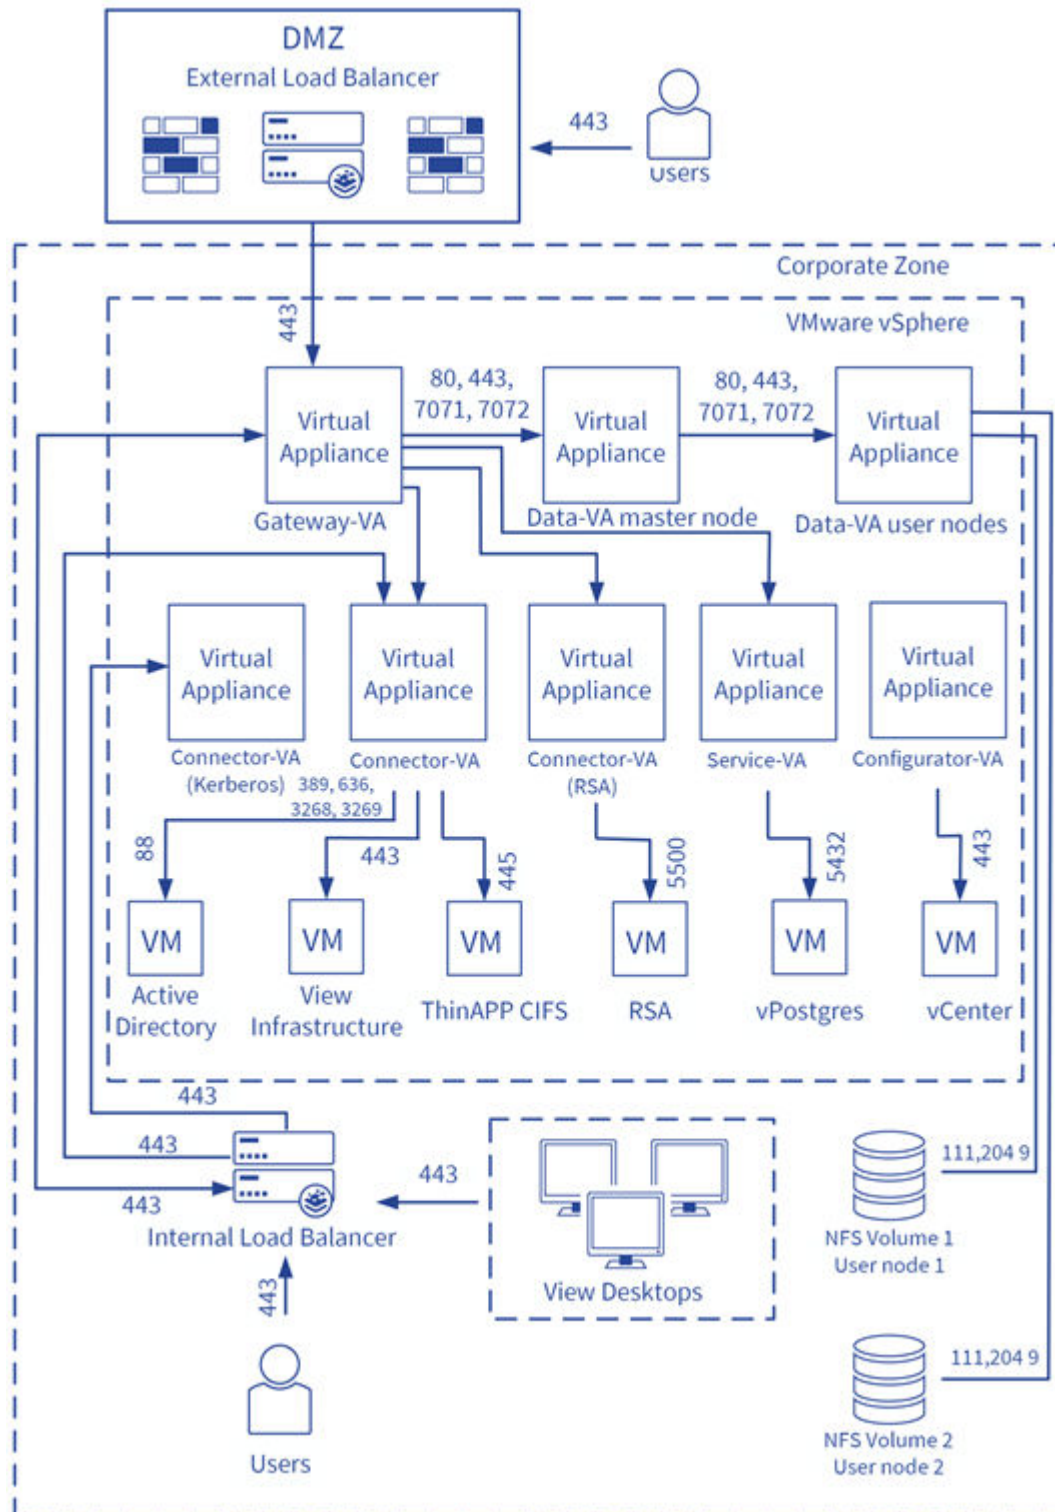 DMZ
External Load Balancer
443
Users
Corporate Zone
VMware vSphere
443
80, 443,
7071, 7072
80, 443,
7071, 7072
Virtual
Appliance
Virtual
Appliance
Virtual
Appliance
Gateway-VA
Data-VA master node
Data-VA user nodes
Virtual
Appliance
Virtual
Appliance
Virtual
Appliance
Virtual
Appliance
Virtual
Appliance
Connector-VA
(Kerberos)
Connector-VA
Connector-VA
(RSA)
Service-VA
Configurator-VA
389, 636,
3268, 3269
88
443
445
5500
5432
443
VM
VM
VM
VM
VM
VM
Active
Directory
View
Infrastructure
ThinAPP CIFS
RSA
vPostgres
vCenter
443
443
443
443
Internal Load Balancer
View Desktops
111,204 9
NFS Volume 1
User node 1
443
Users
111,204 9
NFS Volume 2
User node 2